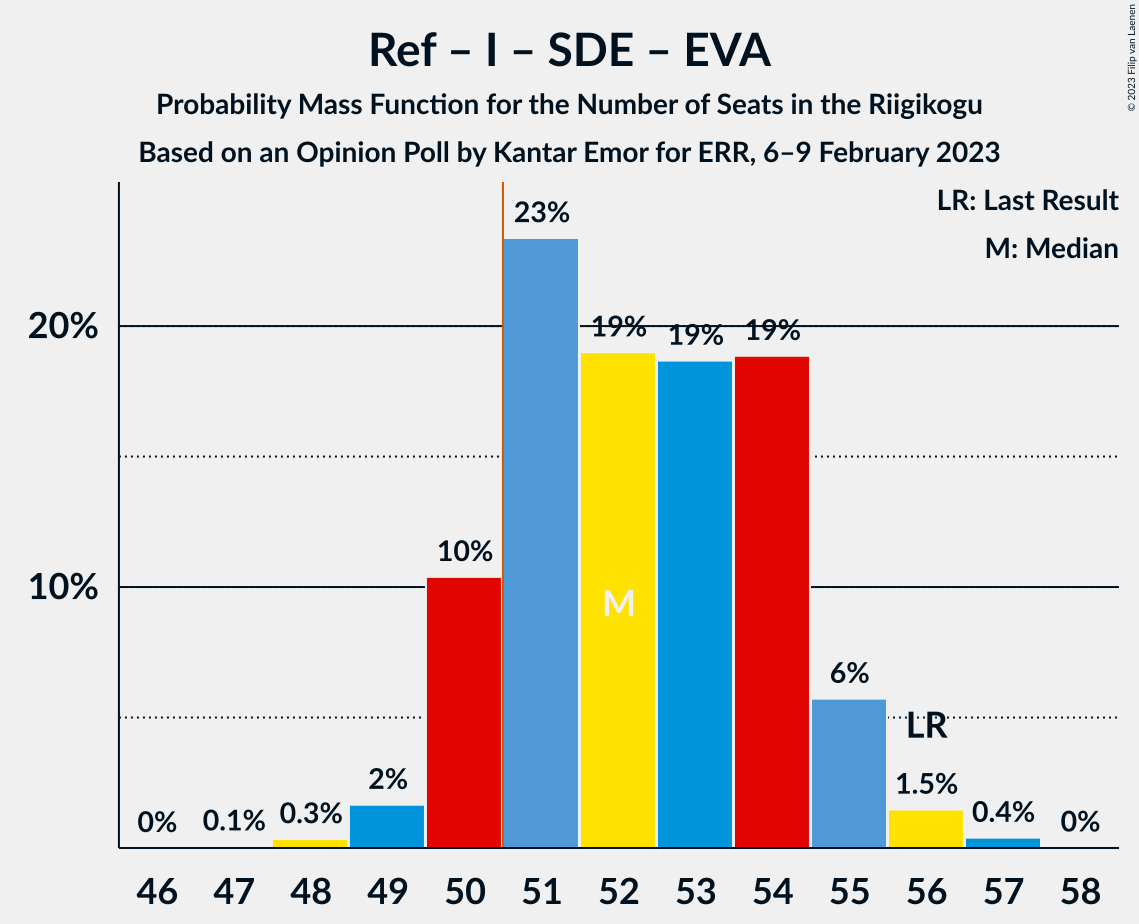 Ref – I – SDE – EVA
Probability Mass Function for the Number of Seats in the Riigikogu
Based on an Opinion Poll by Kantar Emor for ERR, 6–9 February 2023
© 2023 Filip van Laenen
LR: Last Result
M: Median
23%
20%
19% 19% 19%
10%
10%
M
6%
LR
0% 0.1% 0.3% 2% 1.5% 0.4% 0%
46 47 48 49 50 51 52 53 54 55 56 57 58